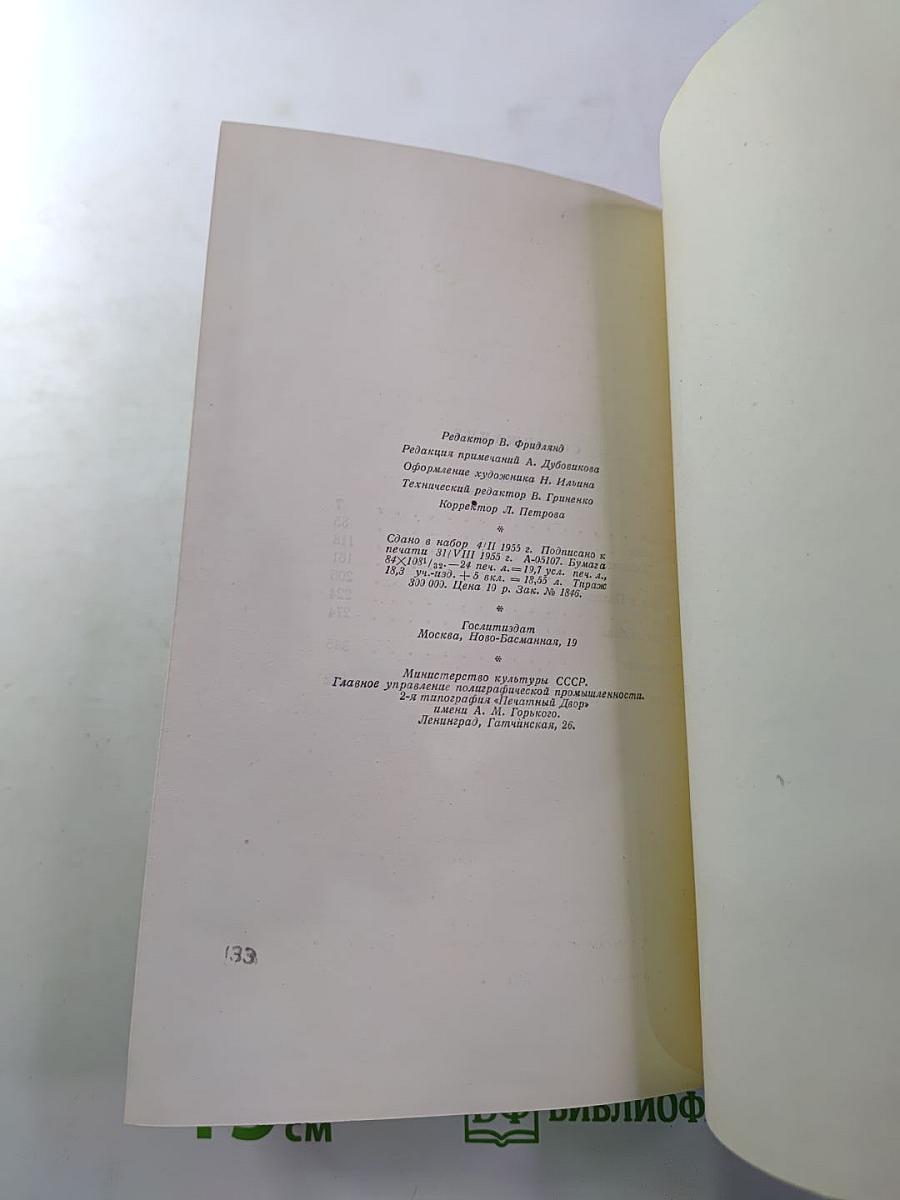 Редактор В. Фридлянд
Редакция примечаний А. Дубовикова
Оформление художника Н. Ильина
Технический редактор В. Гриненко
Корректор Л. Петрова
*
Сдано в набор 4/II 1955 г. Подписано к
печати 31/VIII 1955 г. А-05107. Бумага
84×108¹/₃₂.—24 печ. л.=19,7 усл. печ. л.,
18,3 уч.-изд. + 5 вкл. = 18,55 л. Тираж
300 000. Цена 10 р. Зак. № 1846.
*
Гослитиздат
Москва, Ново-Басманная, 19
*
Министерство культуры СССР.
Главное управление полиграфической промышленности.
2-я типография «Печатный Двор»
имени А. М. Горького.
Ленинград, Гатчинская, 26.
133
см